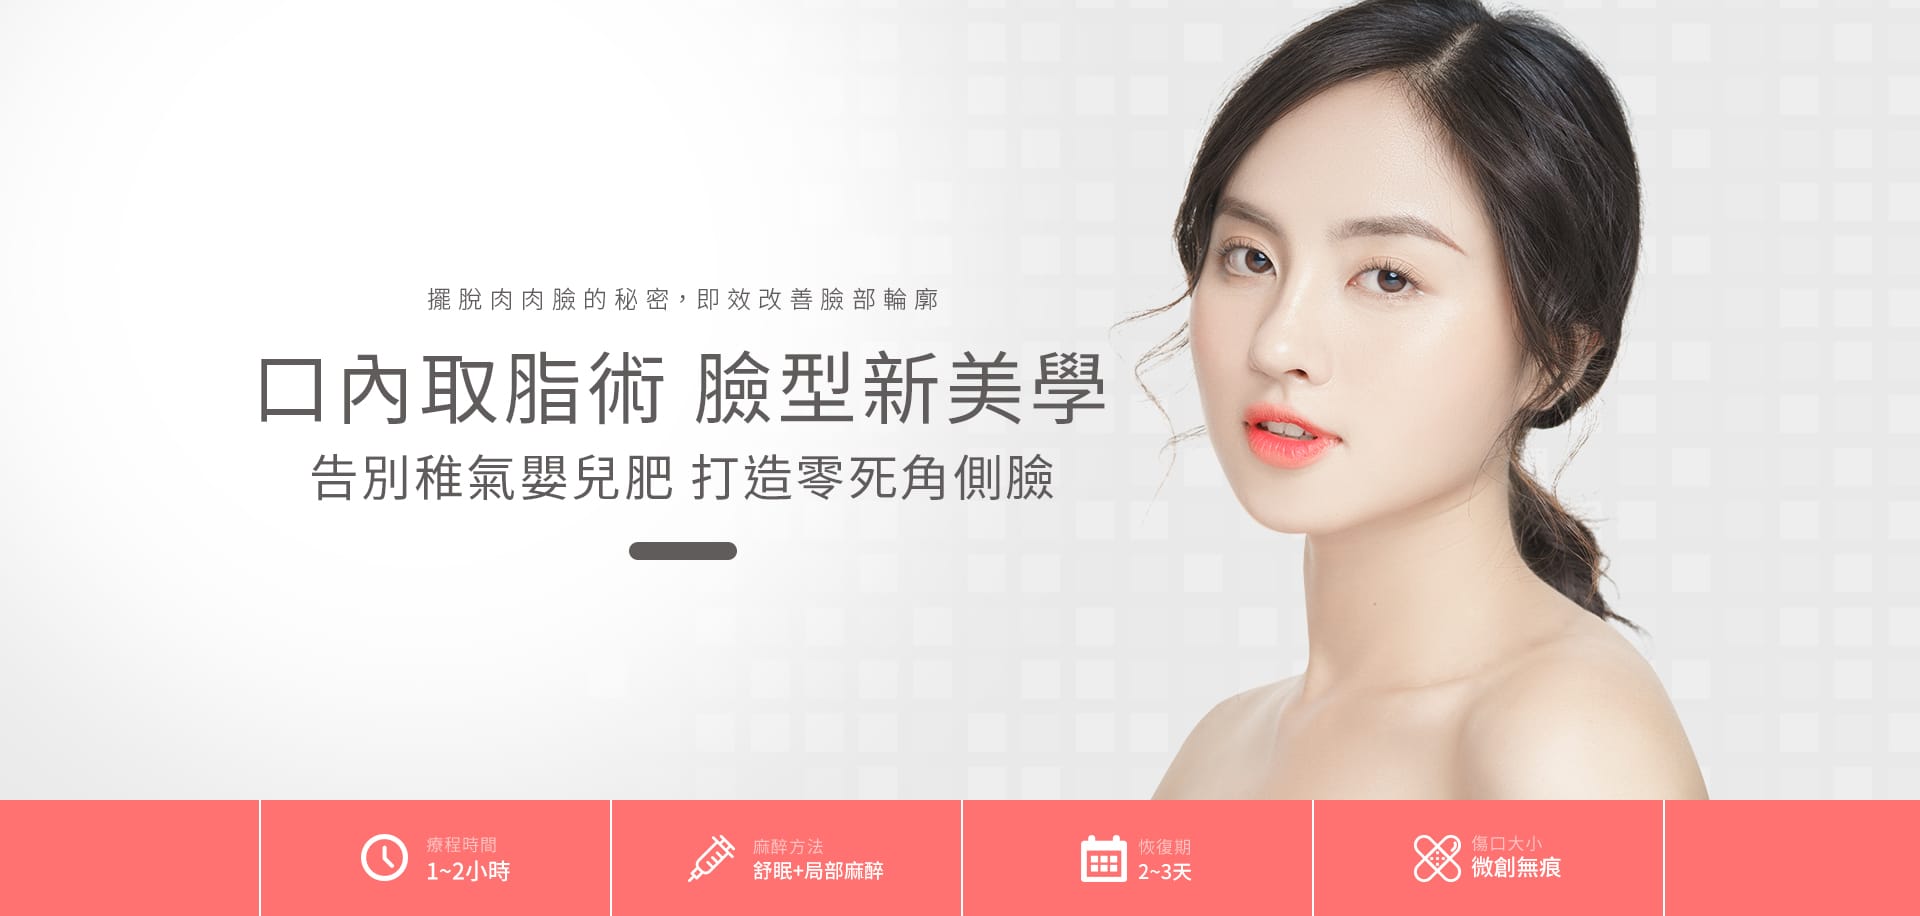 擺脫肉肉臉的秘密，即效改善臉部輪廓
口內取脂術 臉型新美學
告別稚氣嬰兒肥 打造零死角側臉
療程時間
1~2小時
麻醉方法
舒眠+局部麻醉
恢復期
2~3天
傷口大小
微創無痕